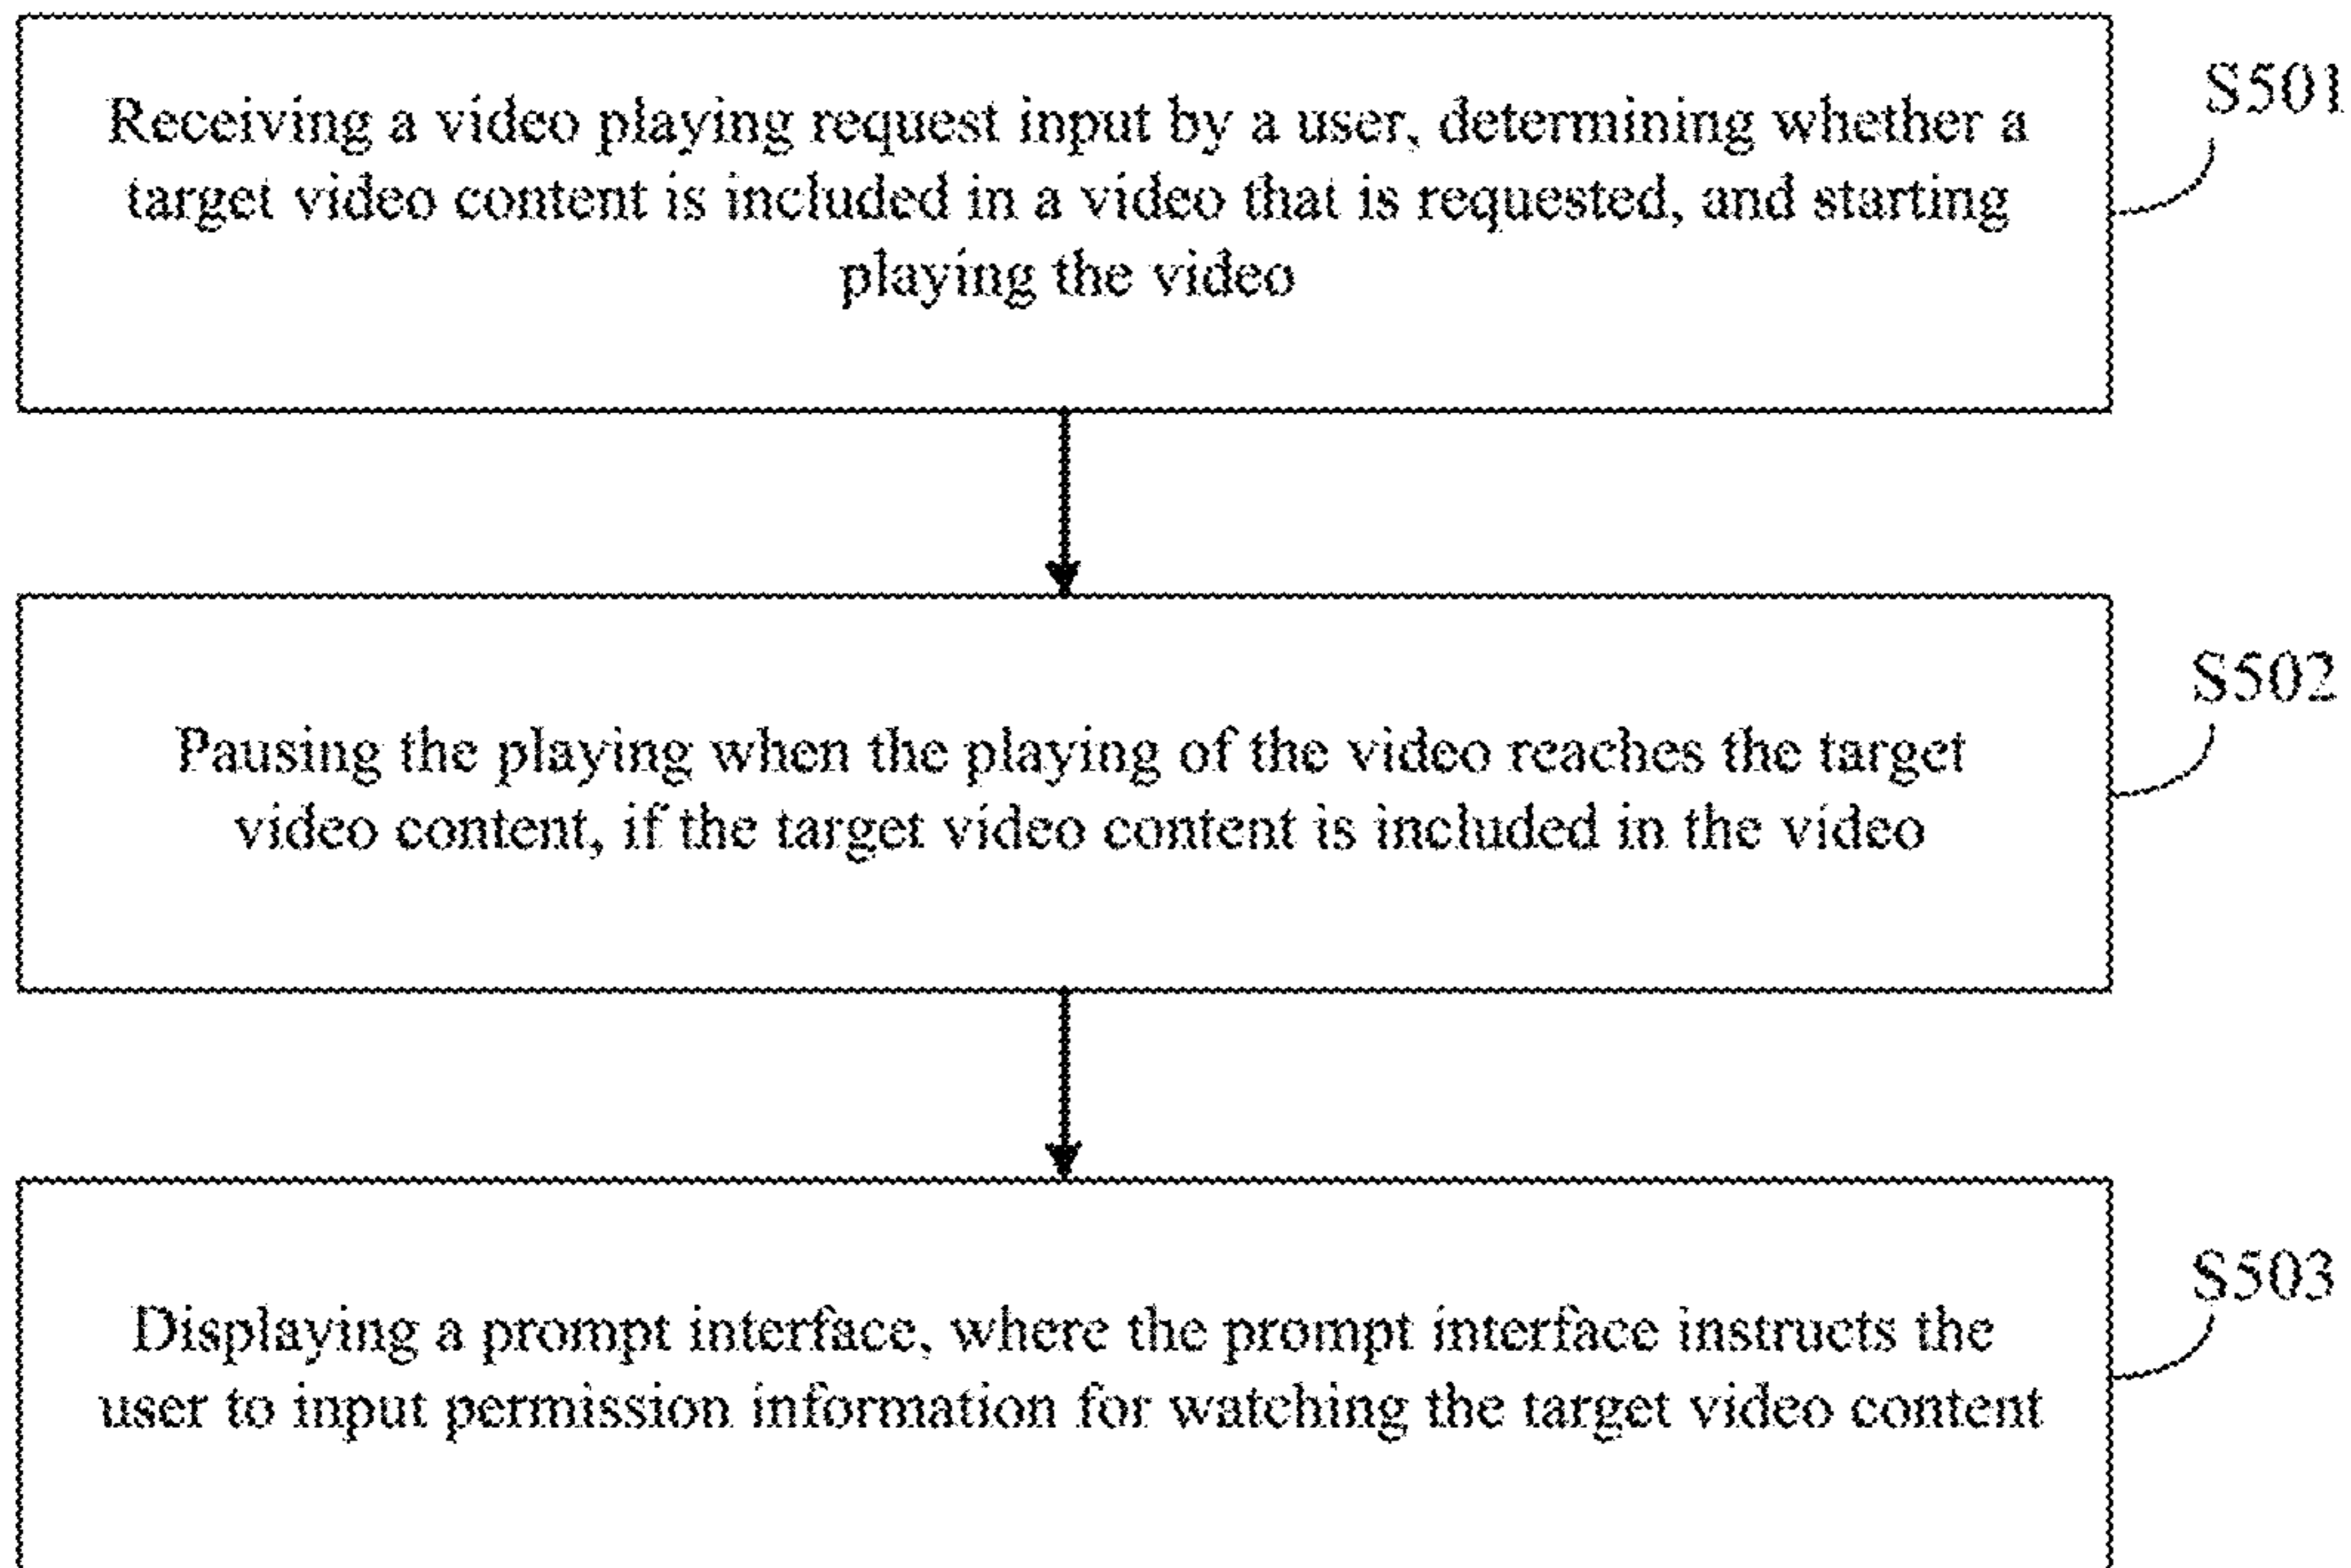 Receiving a video playing request input by a user, determining whether a
target video content is included in a video that is requested, and starting
playing the video
S501
Pausing the playing when the playing of the video reaches the target
video content, if the target video content is included in the video
S502
Displaying a prompt interface, where the prompt interface instructs the
user to input permission information for watching the target video content
S503